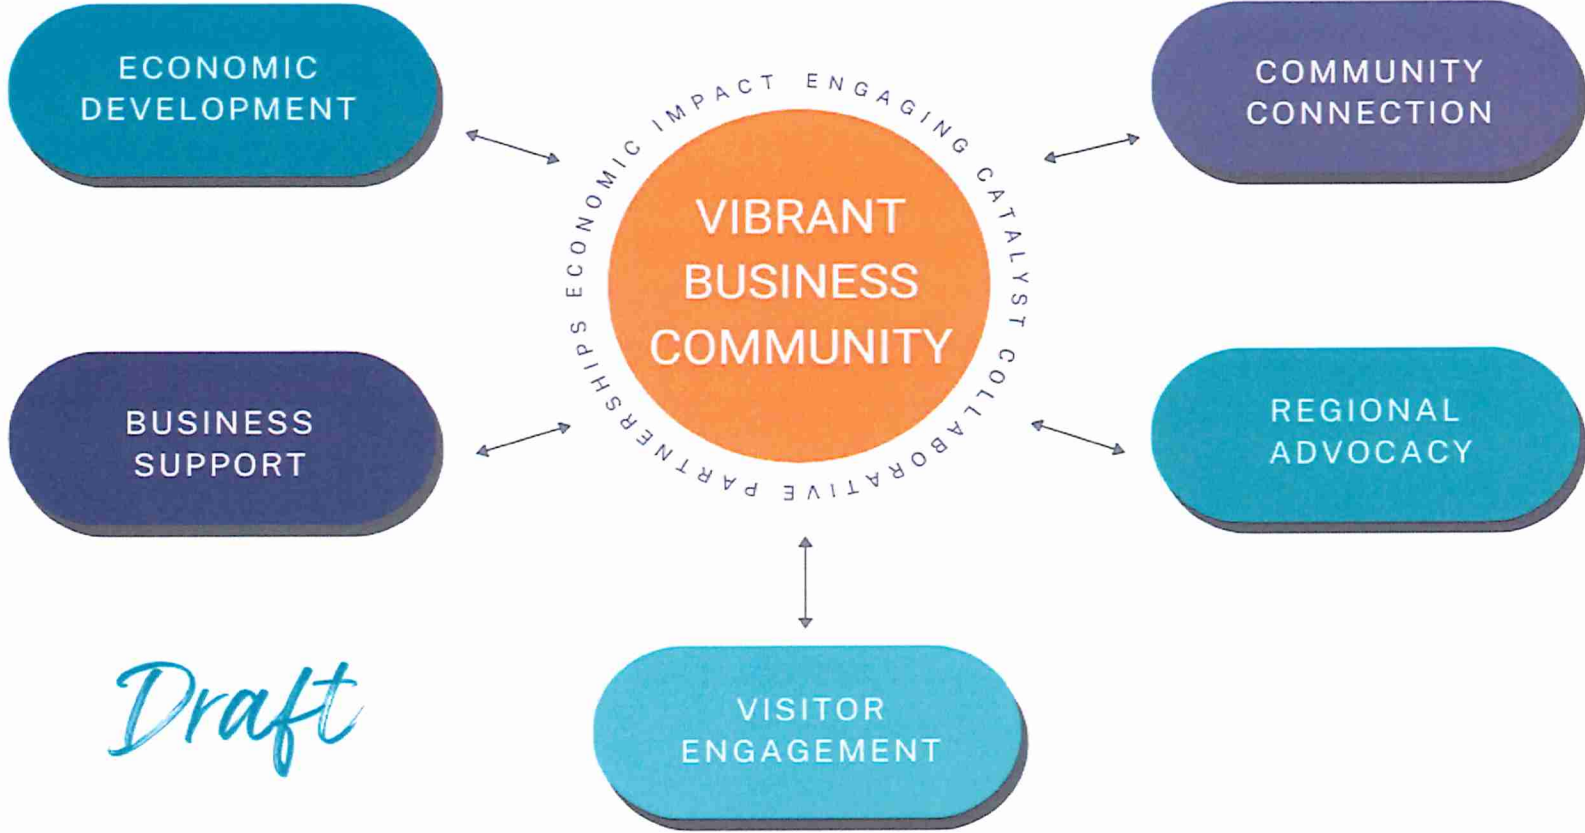 ECONOMIC
DEVELOPMENT
COMMUNITY
CONNECTION
ECONOMIC IMPACT ENGAGING CATALYST COLLABORATIVE PARTNERSHIPS
VIBRANT
BUSINESS
COMMUNITY
BUSINESS
SUPPORT
REGIONAL
ADVOCACY
Draft
VISITOR
ENGAGEMENT